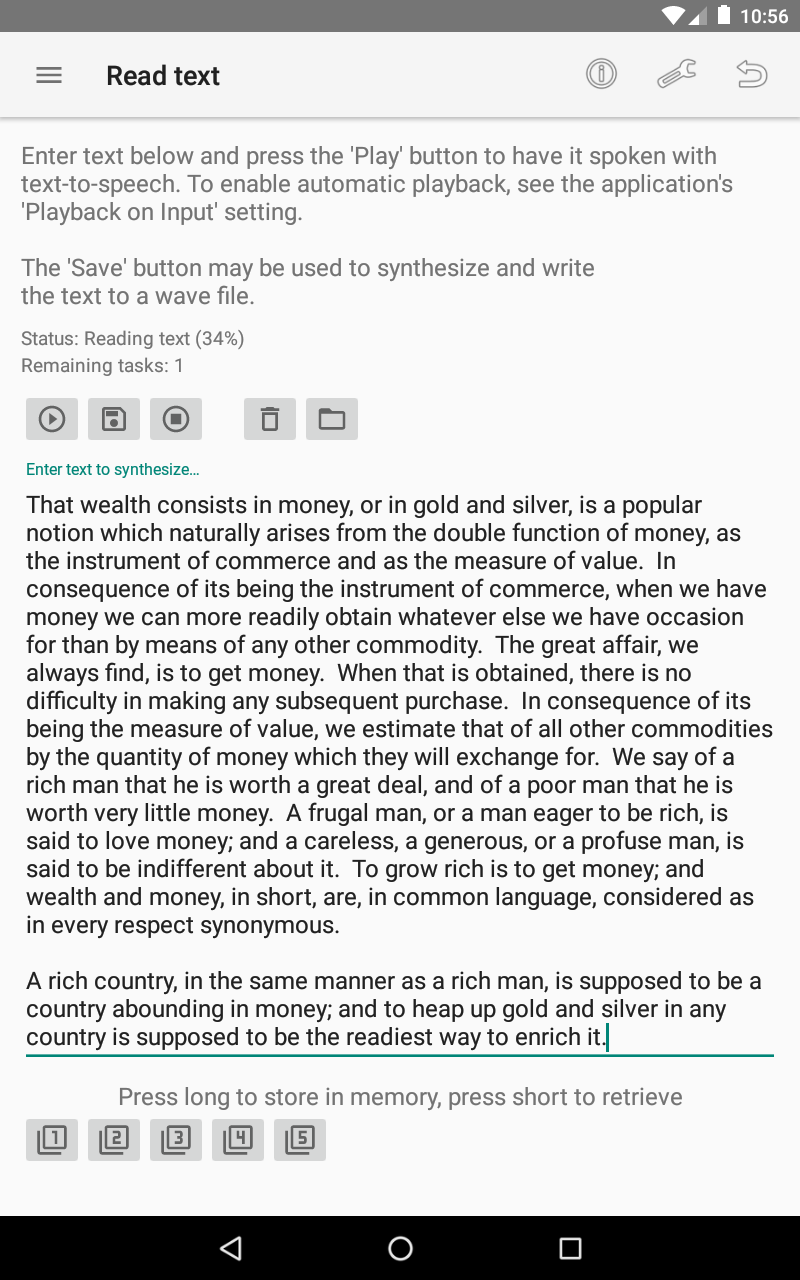 10:56
Read text
Enter text below and press the 'Play' button to have it spoken with
text-to-speech. To enable automatic playback, see the application's
'Playback on Input' setting.
The 'Save' button may be used to synthesize and write
the text to a wave file.
Status: Reading text (34%)
Remaining tasks: 1
Enter text to synthesize…
That wealth consists in money, or in gold and silver, is a popular
notion which naturally arises from the double function of money, as
the instrument of commerce and as the measure of value.  In
consequence of its being the instrument of commerce, when we have
money we can more readily obtain whatever else we have occasion
for than by means of any other commodity.  The great affair, we
always find, is to get money.  When that is obtained, there is no
difficulty in making any subsequent purchase.  In consequence of its
being the measure of value, we estimate that of all other commodities
by the quantity of money which they will exchange for.  We say of a
rich man that he is worth a great deal, and of a poor man that he is
worth very little money.  A frugal man, or a man eager to be rich, is
said to love money; and a careless, a generous, or a profuse man, is
said to be indifferent about it.  To grow rich is to get money; and
wealth and money, in short, are, in common language, considered as
in every respect synonymous.
A rich country, in the same manner as a rich man, is supposed to be a
country abounding in money; and to heap up gold and silver in any
country is supposed to be the readiest way to enrich it.
Press long to store in memory, press short to retrieve
1 2 3 4 5